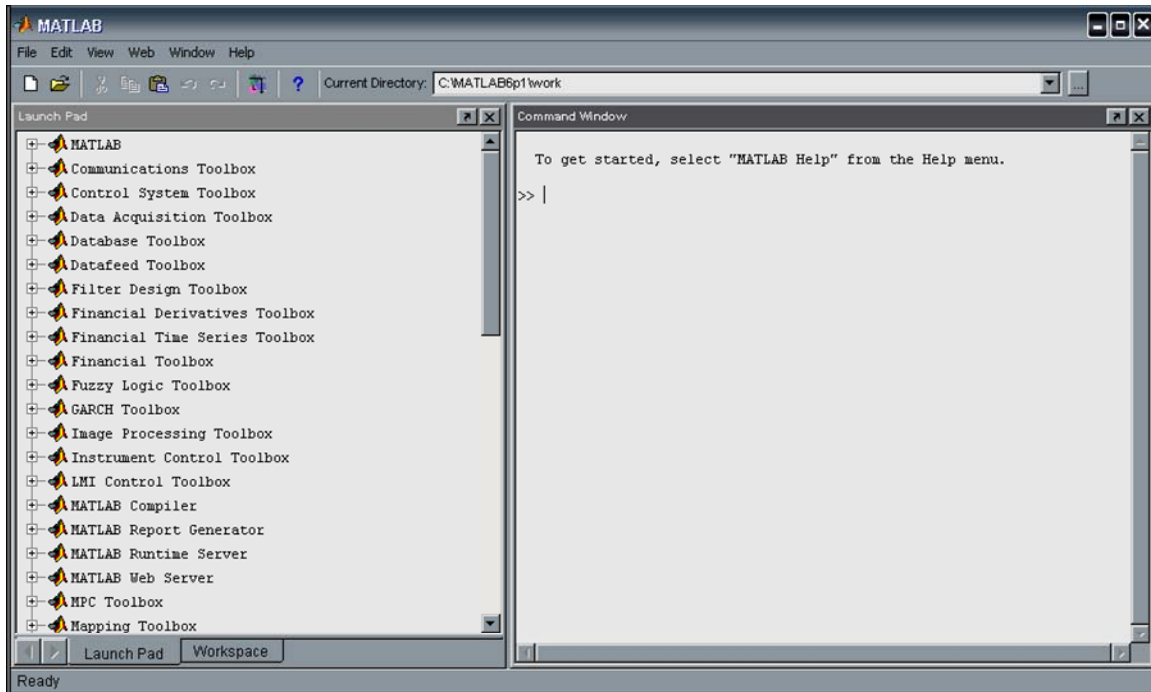 MATLAB
File Edit View Web Window Help
? Current Directory: C:\MATLAB6p1\work ...
Launch Pad
MATLAB
Communications Toolbox
Control System Toolbox
Data Acquisition Toolbox
Database Toolbox
Datafeed Toolbox
Filter Design Toolbox
Financial Derivatives Toolbox
Financial Time Series Toolbox
Financial Toolbox
Fuzzy Logic Toolbox
GARCH Toolbox
Image Processing Toolbox
Instrument Control Toolbox
LMI Control Toolbox
MATLAB Compiler
MATLAB Report Generator
MATLAB Runtime Server
MATLAB Web Server
MPC Toolbox
Mapping Toolbox
Launch Pad Workspace
Command Window
To get started, select "MATLAB Help" from the Help menu.
>>
Ready